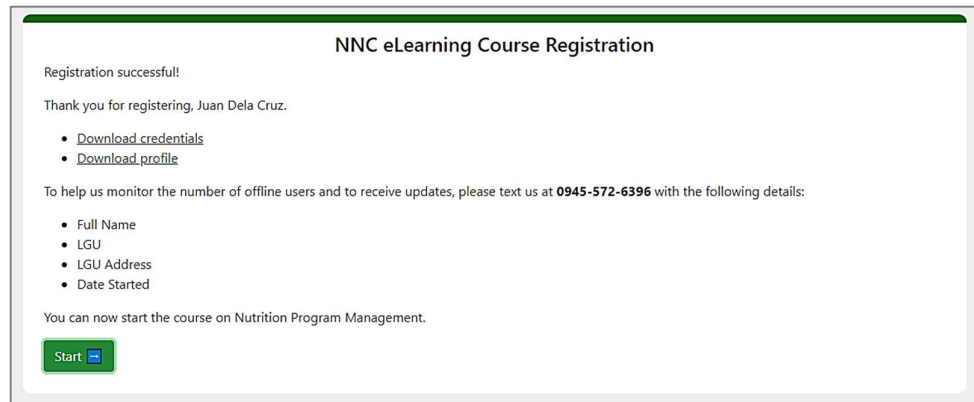 NNC eLearning Course Registration
Registration successful!
Thank you for registering, Juan Dela Cruz.
• Download credentials
• Download profile
To help us monitor the number of offline users and to receive updates, please text us at 0945-572-6396 with the following details:
• Full Name
• LGU
• LGU Address
• Date Started
You can now start the course on Nutrition Program Management.
Start ➡